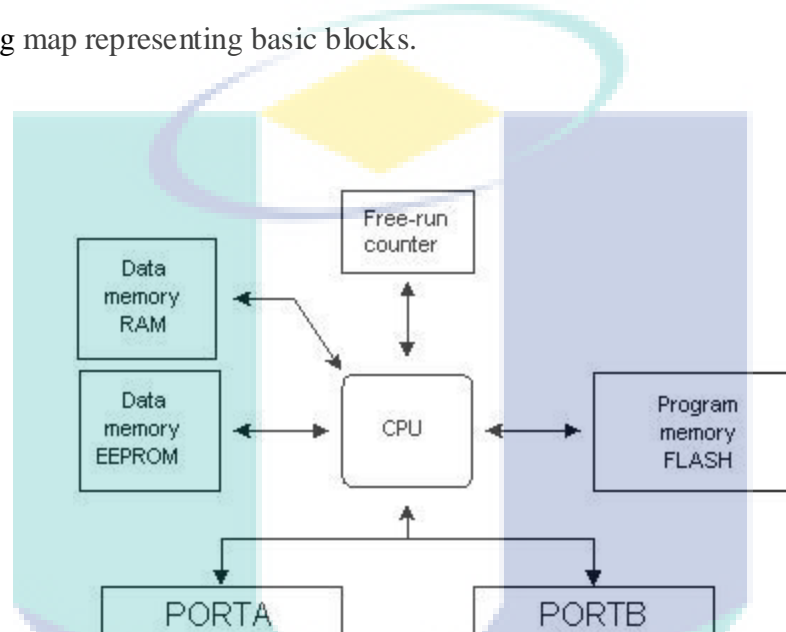 g map representing basic blocks.
Free-run
counter
Data
memory
RAM
Data
memory
EEPROM
CPU
Program
memory
FLASH
PORTA
PORTB